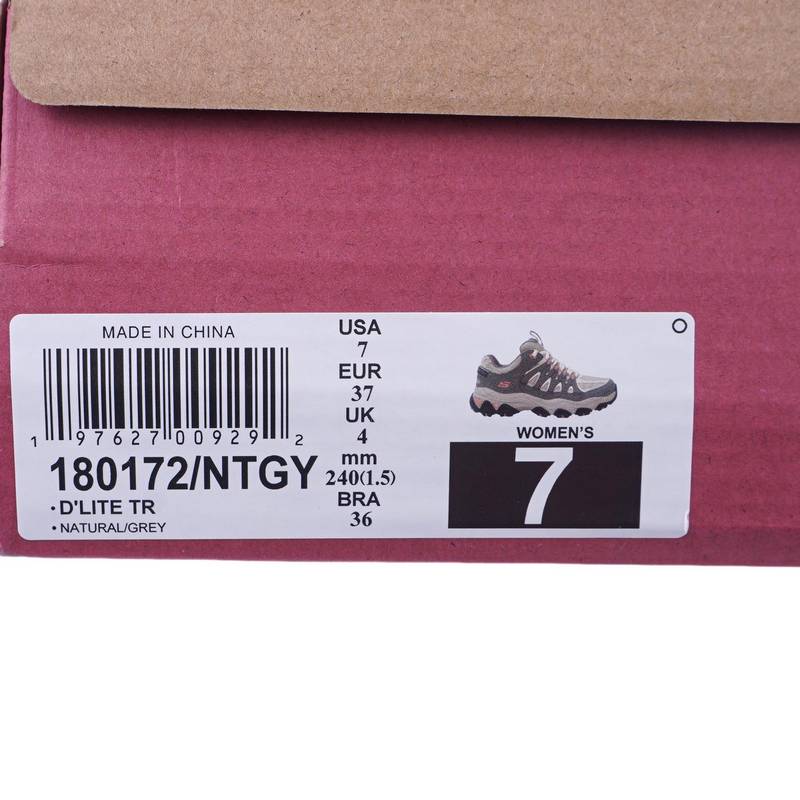 MADE IN CHINA
1 97627 00929 2
180172/NTGY
· D'LITE TR
• NATURAL/GREY
USA
7
EUR
37
UK
4
mm
240(1.5)
BRA
36
WOMEN'S
7